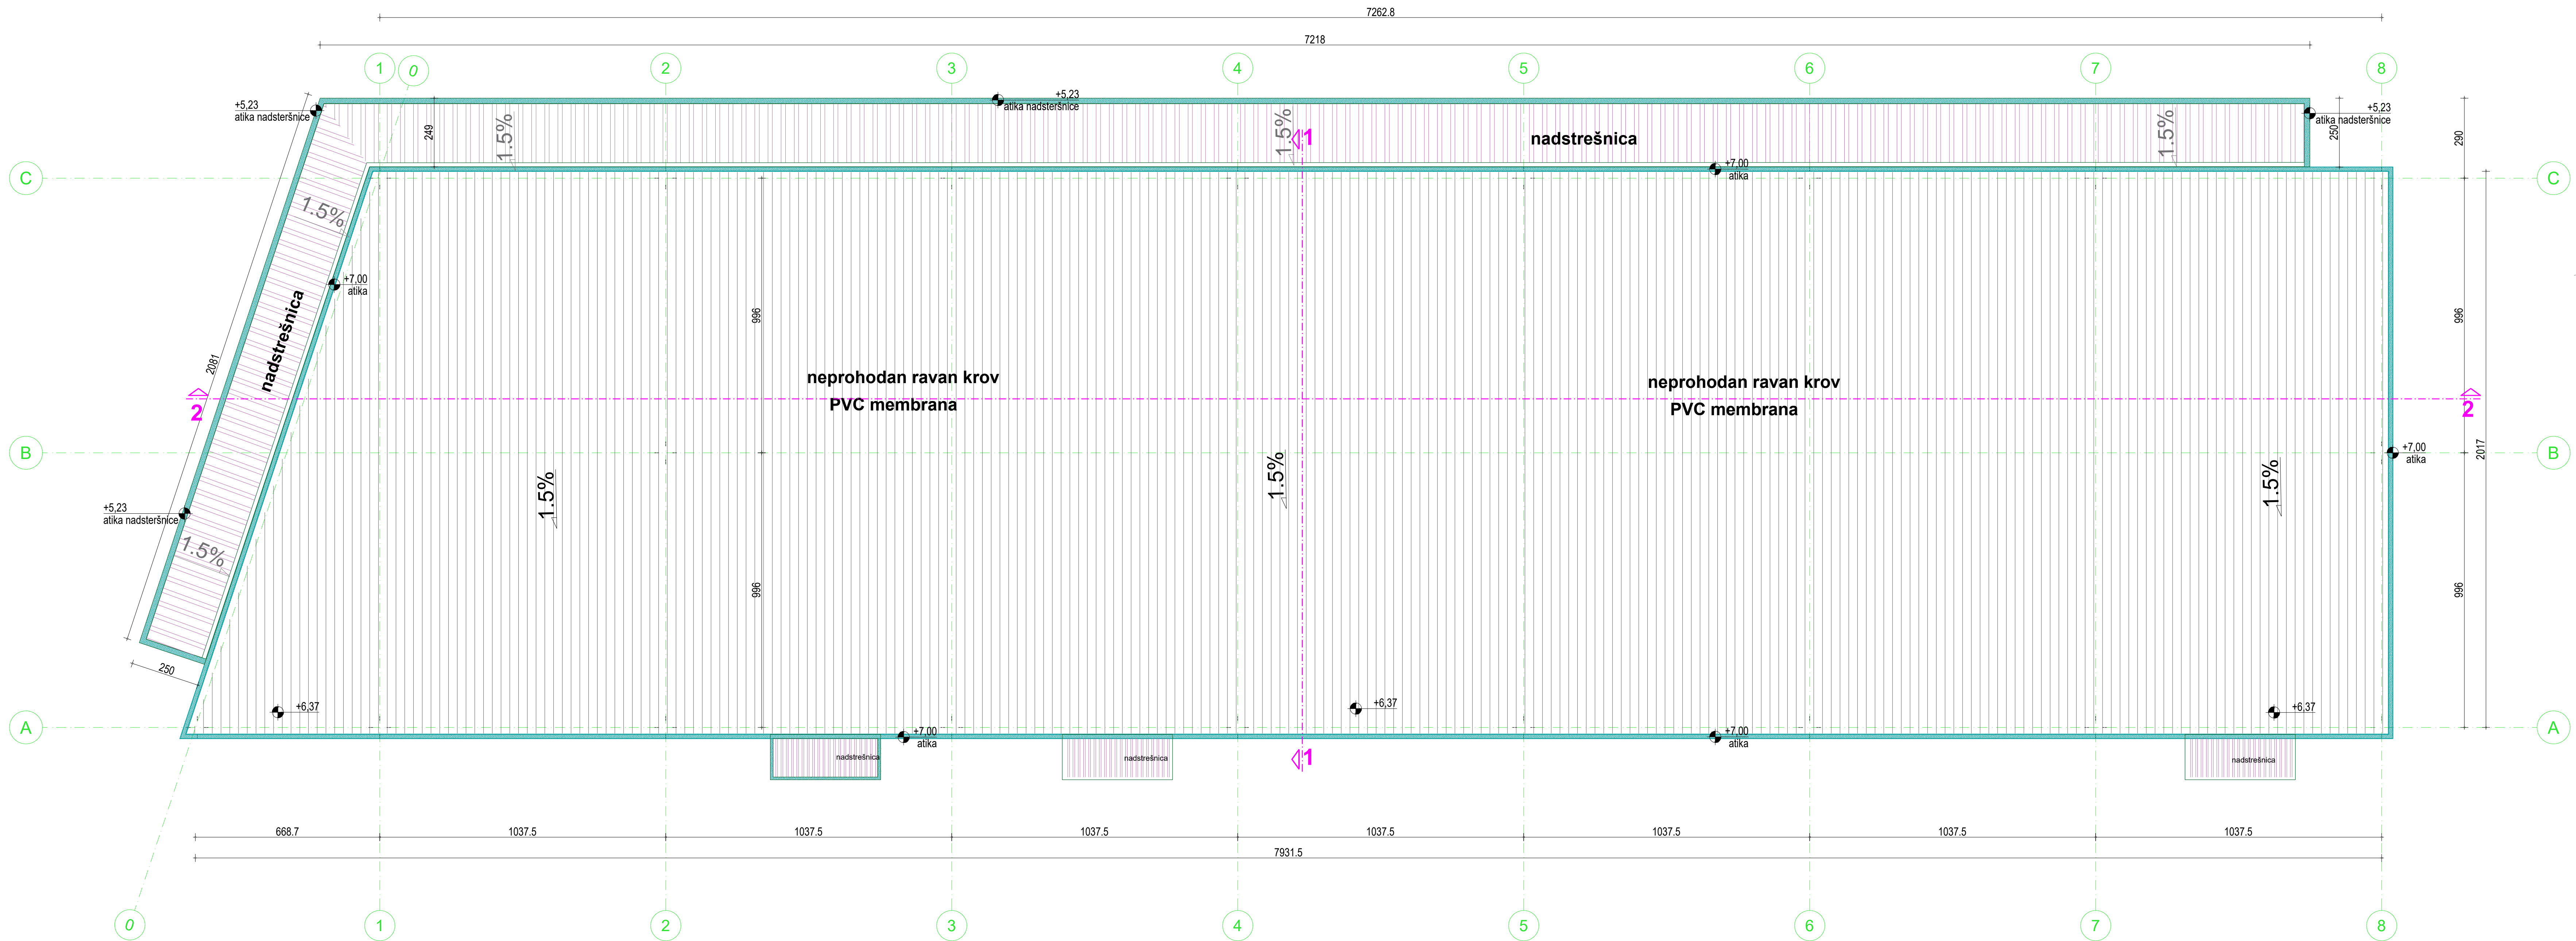 7262.8
7218
1
0
2
3
4
5
6
7
8
+5,23
atika nadsteršnice
+5,23
atika nadsteršnice
+5,23
atika nadsteršnice
249
1.5%
1.5%
1
nadstrešnica
1.5%
250
290
C
+7,00
atika
C
1.5%
+7,00
atika
nadstrešnica
996
996
2081
neprohodan ravan krov
PVC membrana
neprohodan ravan krov
PVC membrana
2
2
B
+7,00
atika
B
2017
1.5%
1.5%
1.5%
+5,23
atika nadsteršnice
1.5%
996
996
250
+6,37
+6,37
+6,37
A
+7,00
atika
+7,00
atika
A
1
nadstrešnica
nadstrešnica
nadstrešnica
668.7
1037.5
1037.5
1037.5
1037.5
1037.5
1037.5
1037.5
7931.5
0
1
2
3
4
5
6
7
8